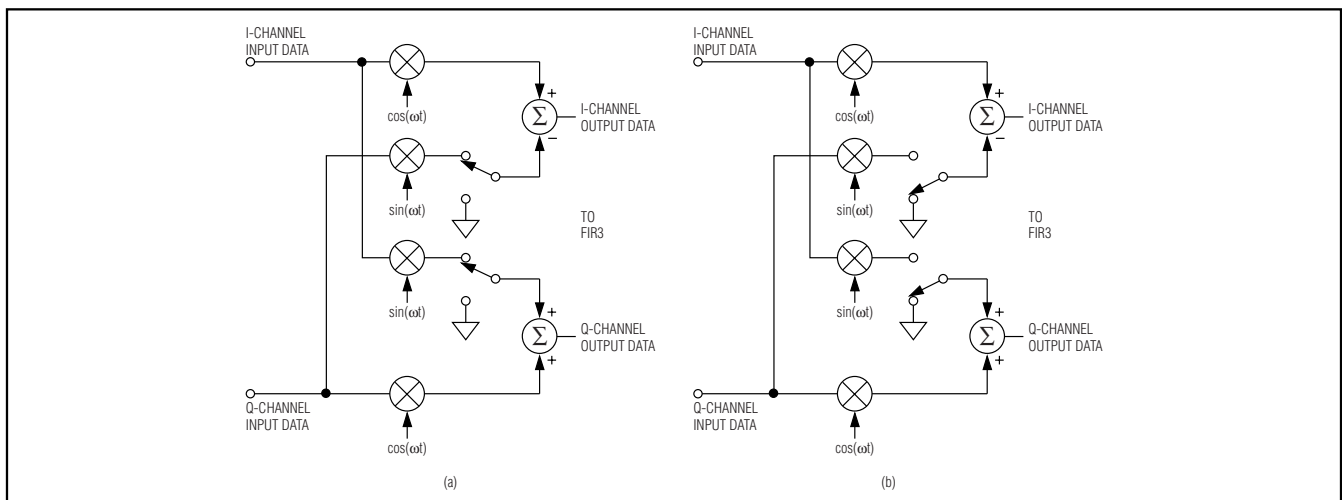 I-CHANNEL
INPUT DATA
cos(ωt)
+
Σ
−
I-CHANNEL
OUTPUT DATA
sin(ωt)
TO
FIR3
sin(ωt)
+
Σ
+
Q-CHANNEL
OUTPUT DATA
Q-CHANNEL
INPUT DATA
cos(ωt)
(a)
I-CHANNEL
INPUT DATA
cos(ωt)
+
Σ
−
I-CHANNEL
OUTPUT DATA
sin(ωt)
TO
FIR3
sin(ωt)
+
Σ
+
Q-CHANNEL
OUTPUT DATA
Q-CHANNEL
INPUT DATA
cos(ωt)
(b)